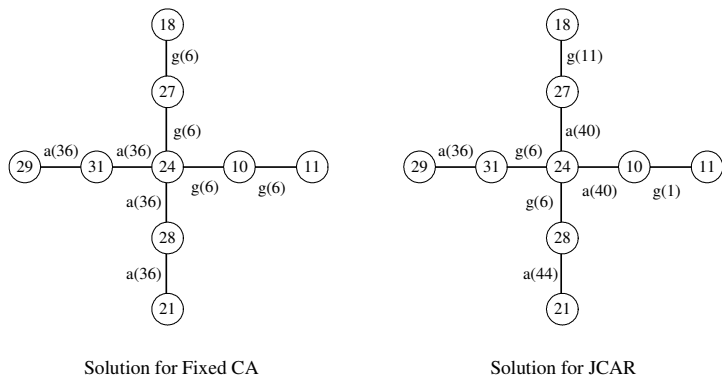 18
g(6)
27
g(6)
29
a(36)
31
a(36)
24
g(6)
10
g(6)
11
a(36)
28
a(36)
21
Solution for Fixed CA
18
g(11)
27
a(40)
29
a(36)
31
g(6)
24
a(40)
10
g(1)
11
g(6)
28
a(44)
21
Solution for JCAR